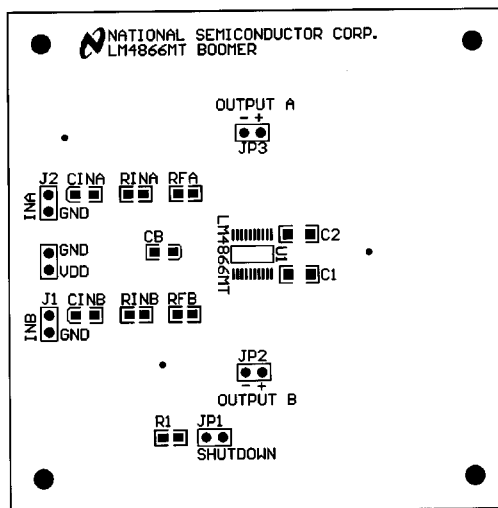 NATIONAL SEMICONDUCTOR CORP.
LM4866MT BOOMER
OUTPUT A
- +
JP3
J2 CINA RINA RFA
INA
GND
CB
LM4866MT
U1
C2
GND
VDD
C1
J1 CINB RINB RFB
INB
GND
JP2
- +
OUTPUT B
R1 JP1
SHUTDOWN